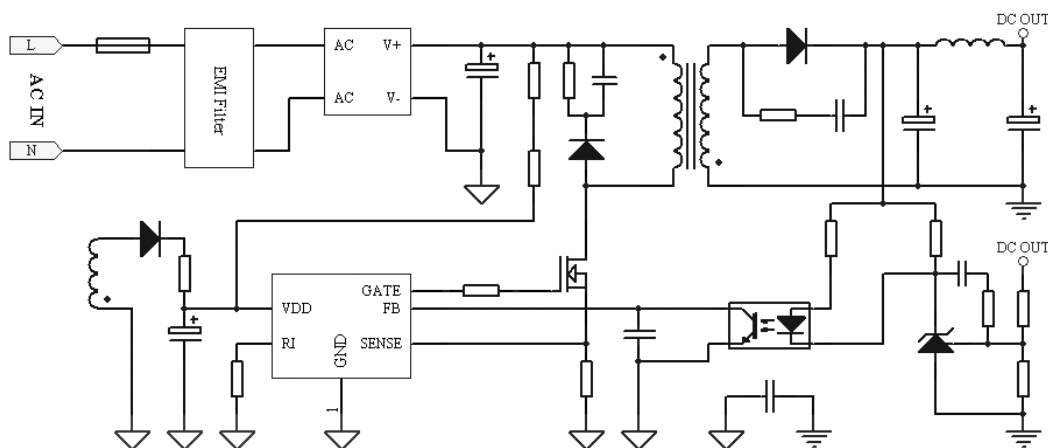 DC OUT
L
AC IN
N
EMI Filter
AC
V+
AC
V-
+
+
+
DC OUT
GATE
VDD
FB
+
RI
GND
SENSE
1